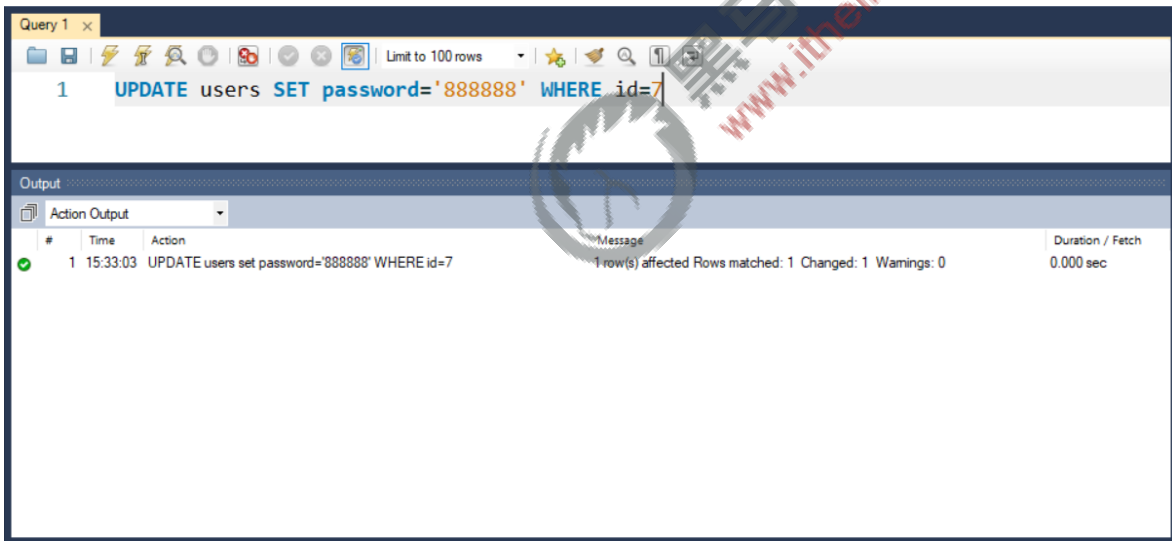 Query 1
Limit to 100 rows
1 UPDATE users SET password='888888' WHERE id=7
Output
Action Output
# Time Action Message Duration / Fetch
1 15:33:03 UPDATE users set password='888888' WHERE id=7 1 row(s) affected Rows matched: 1 Changed: 1 Warnings: 0 0.000 sec